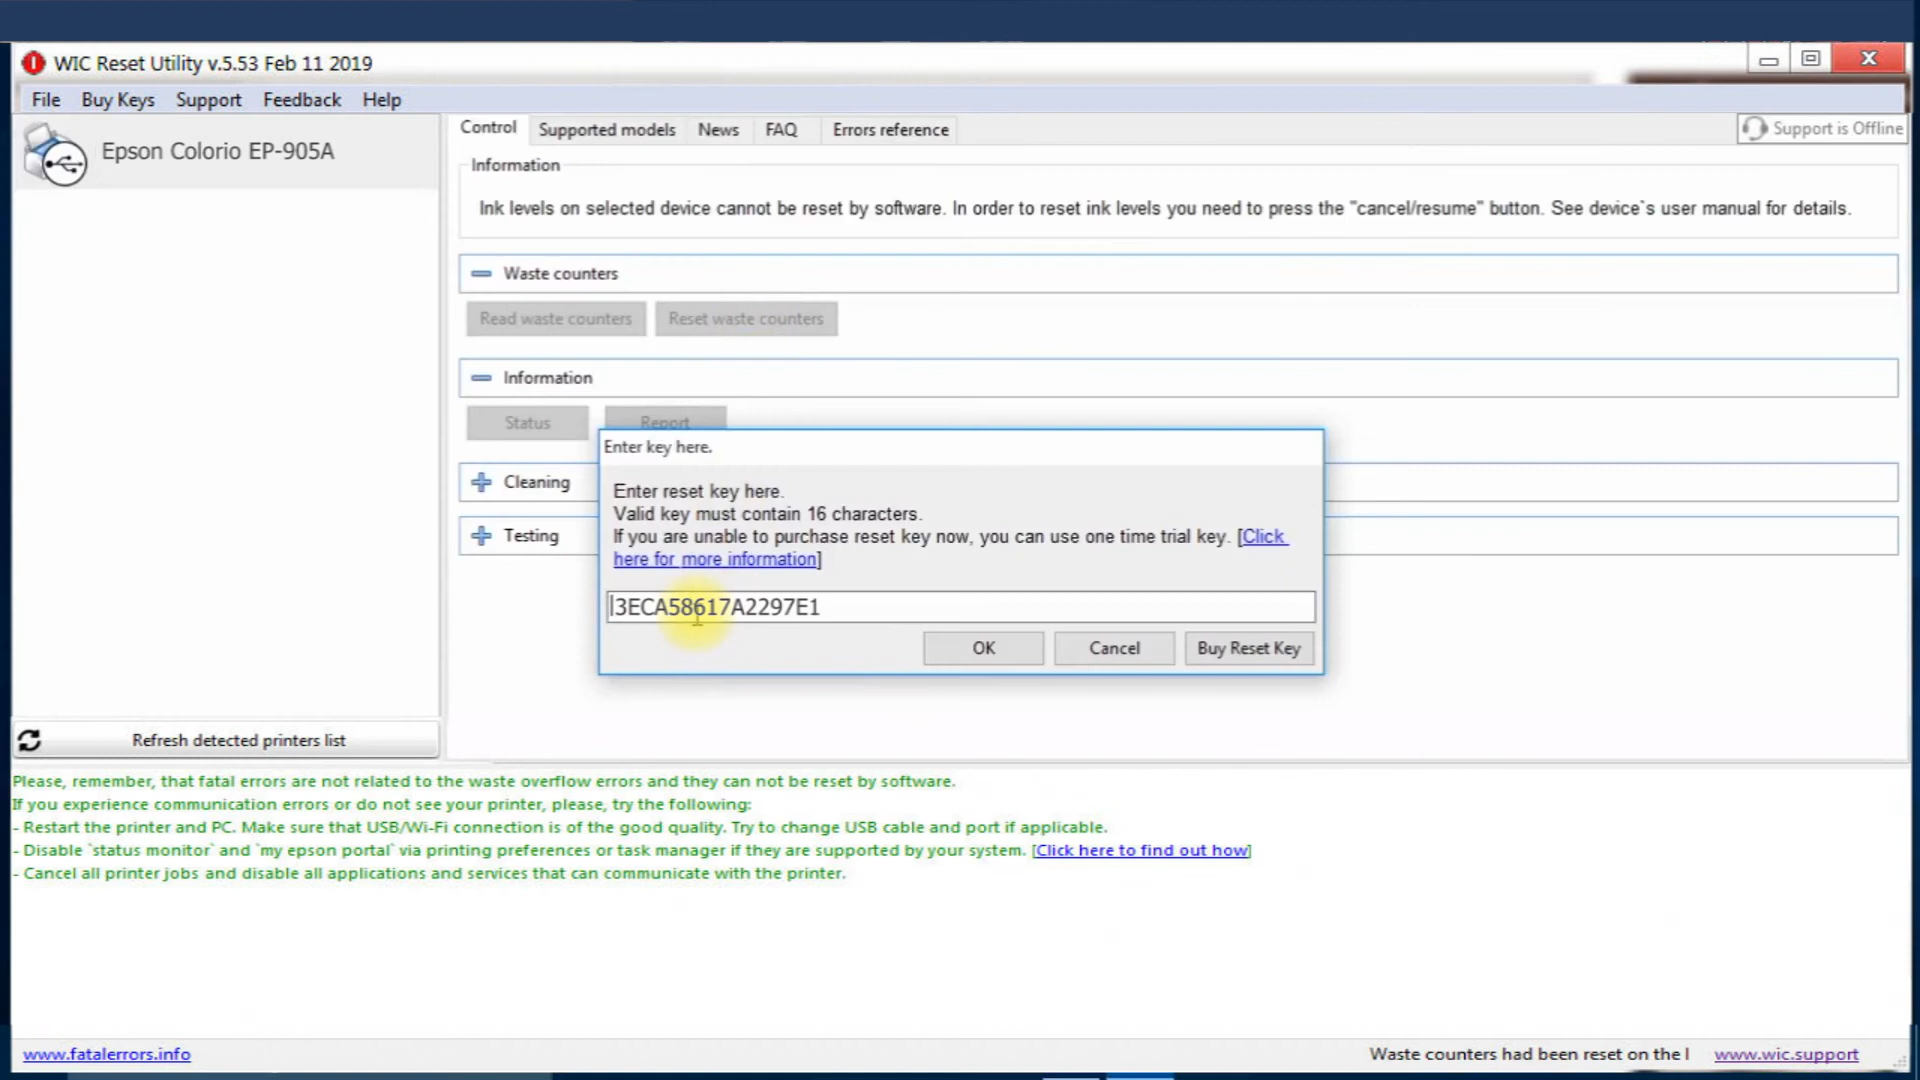 WIC Reset Utility v.5.53 Feb 11 2019
File Buy Keys Support Feedback Help
Epson Colorio EP-905A
Control Supported models News FAQ Errors reference
Support is Offline
Information
Ink levels on selected device cannot be reset by software. In order to reset ink levels you need to press the "cancel/resume" button. See device`s user manual for details.
Waste counters
Read waste counters Reset waste counters
Information
Status Report
Cleaning
Testing
Enter key here.
Enter reset key here.
Valid key must contain 16 characters.
If you are unable to purchase reset key now, you can use one time trial key. [Click
here for more information]
3ECA58617A2297E1
OK Cancel Buy Reset Key
Refresh detected printers list
Please, remember, that fatal errors are not related to the waste overflow errors and they can not be reset by software.
If you experience communication errors or do not see your printer, please, try the following:
- Restart the printer and PC. Make sure that USB/Wi-Fi connection is of the good quality. Try to change USB cable and port if applicable.
- Disable `status monitor` and `my epson portal` via printing preferences or task manager if they are supported by your system. [Click here to find out how]
- Cancel all printer jobs and disable all applications and services that can communicate with the printer.
www.fatalerrors.info
Waste counters had been reset on the
www.wic.support